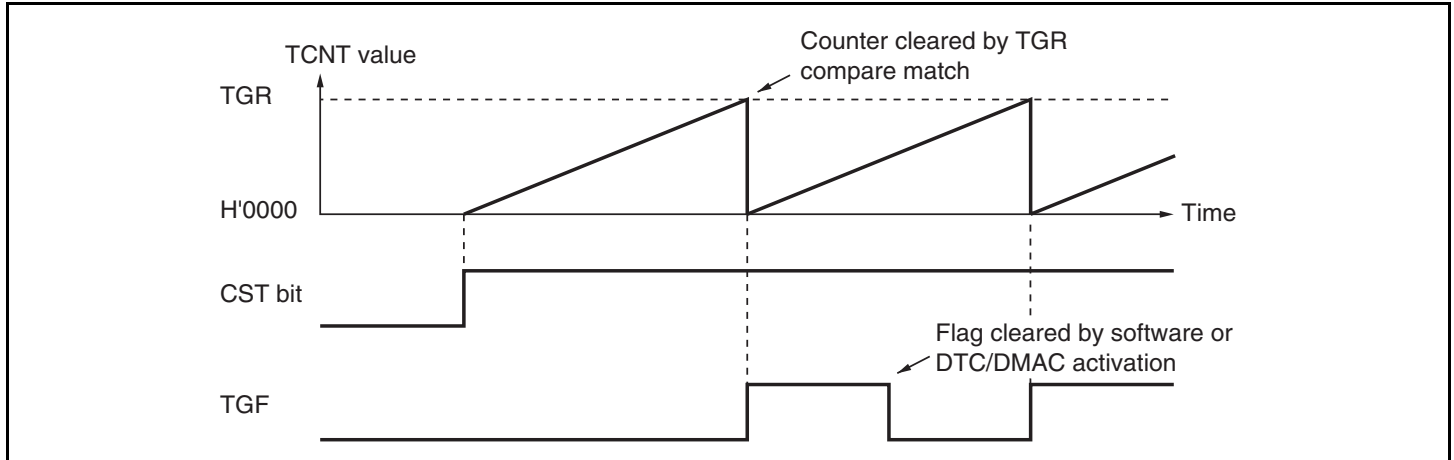 TCNT value
Counter cleared by TGR
compare match
TGR
H'0000
Time
CST bit
Flag cleared by software or
DTC/DMAC activation
TGF